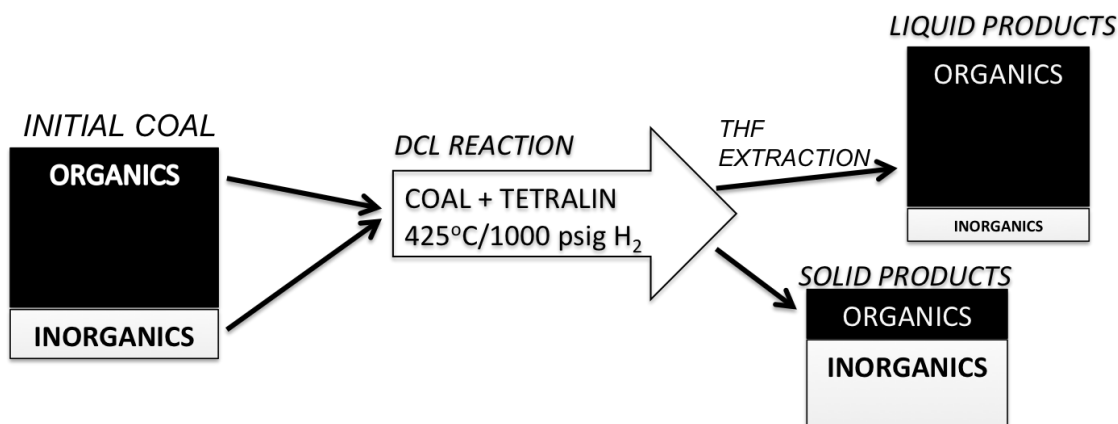 INITIAL COAL
ORGANICS
INORGANICS
DCL REACTION
COAL + TETRALIN
425°C/1000 psig H₂
THF
EXTRACTION
LIQUID PRODUCTS
ORGANICS
INORGANICS
SOLID PRODUCTS
ORGANICS
INORGANICS